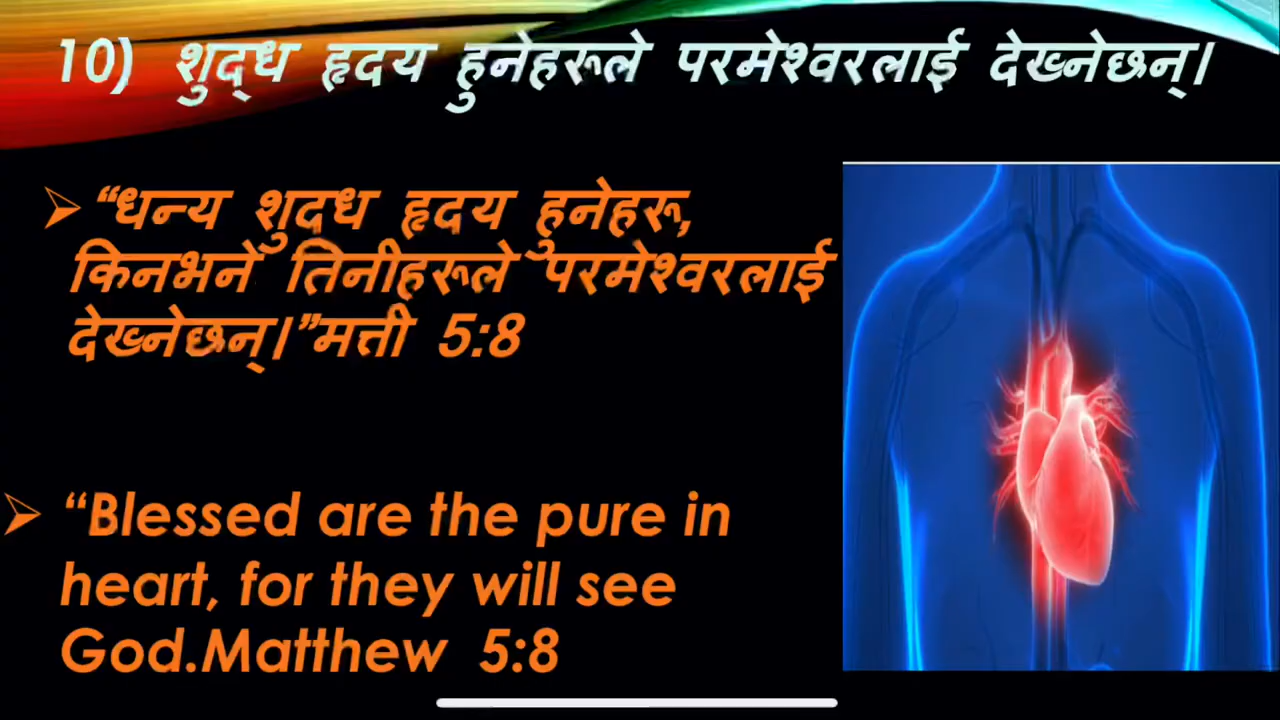 10) शुद्ध हृदय हुनेहरूले परमेश्वरलाई देख्नेछन्।
“धन्य शुद्ध हृदय हुनेहरू,
किनभने तिनीहरूले परमेश्वरलाई
देख्नेछन्।”मत्ती 5:8
“Blessed are the pure in
heart, for they will see
God.Matthew 5:8